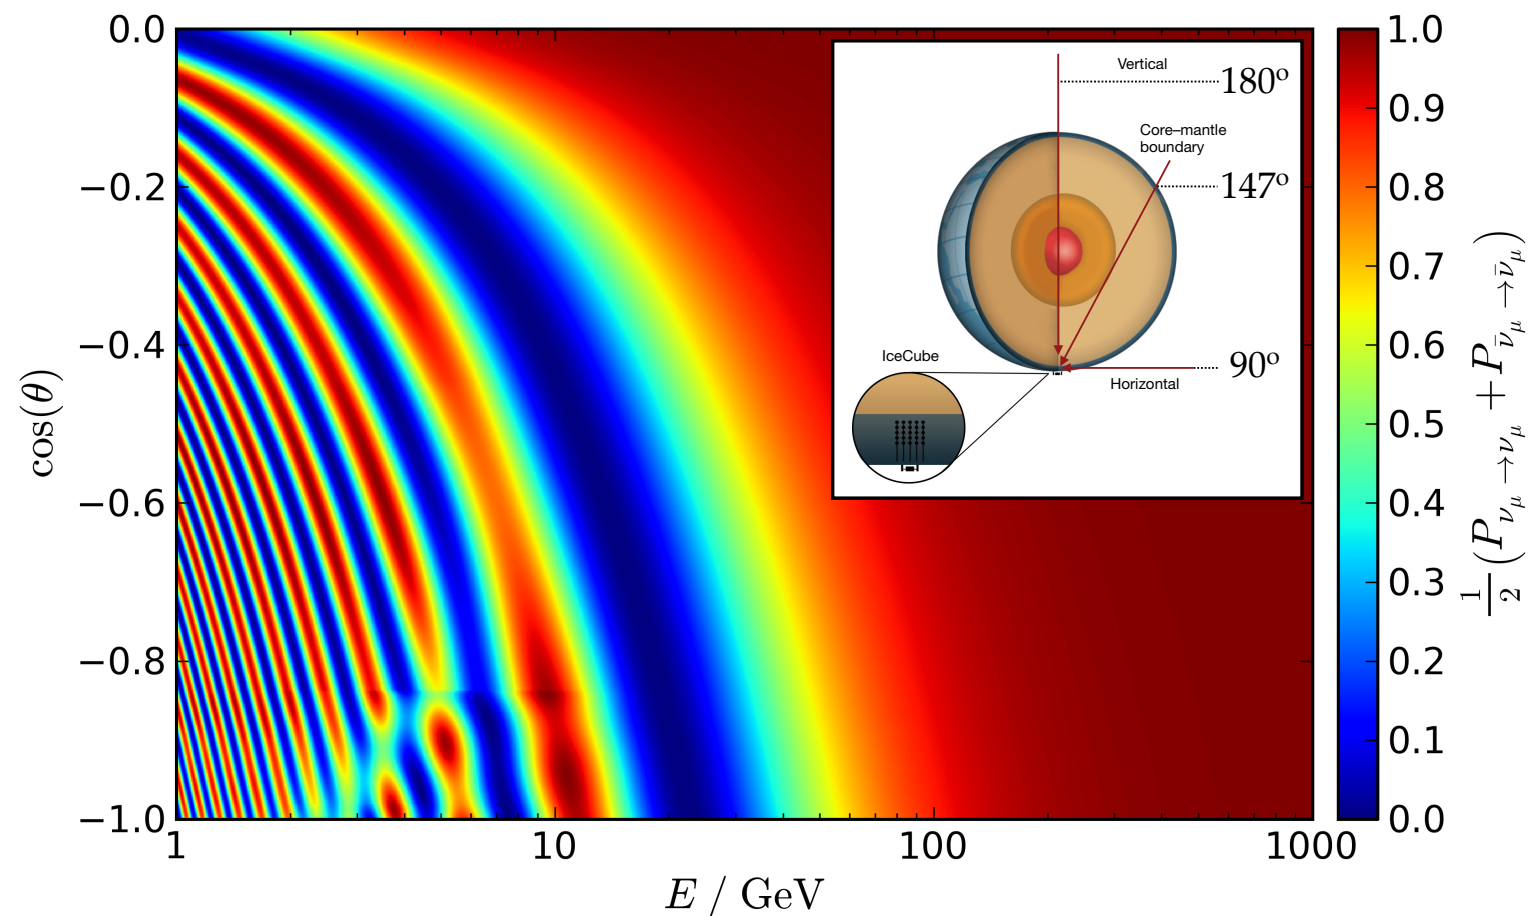 0.0
−0.2
−0.4
−0.6
−0.8
−1.0
cos(θ)
1
10
100
1000
E / GeV
Vertical
180º
Core–mantle
boundary
147º
IceCube
90º
Horizontal
1.0
0.9
0.8
0.7
0.6
0.5
0.4
0.3
0.2
0.1
0.0
½(P_{ν_μ→ν_μ} + P_{ν̄_μ→ν̄_μ})